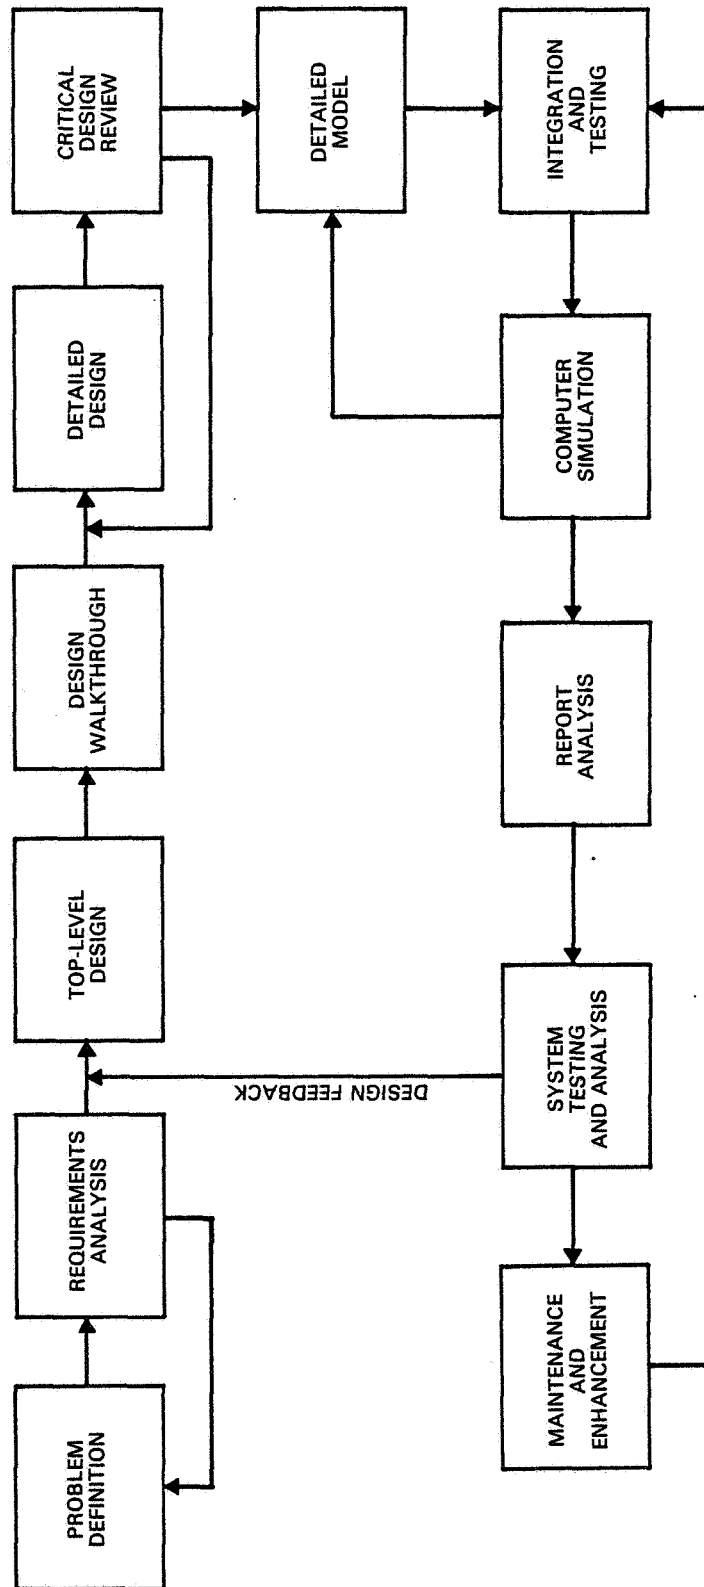 PROBLEM
DEFINITION
REQUIREMENTS
ANALYSIS
TOP-LEVEL
DESIGN
DESIGN
WALKTHROUGH
DETAILED
DESIGN
CRITICAL
DESIGN
REVIEW
DESIGN FEEDBACK
DETAILED
MODEL
MAINTENANCE
AND
ENHANCEMENT
SYSTEM
TESTING
AND ANALYSIS
REPORT
ANALYSIS
COMPUTER
SIMULATION
INTEGRATION
AND
TESTING